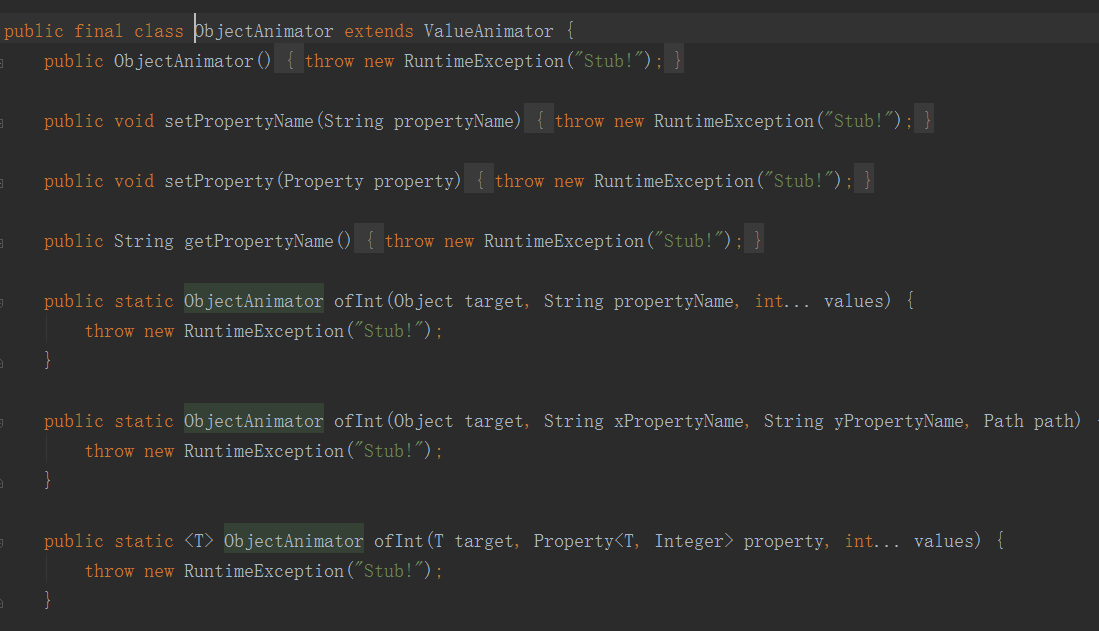 public final class ObjectAnimator extends ValueAnimator {
public ObjectAnimator() { throw new RuntimeException("Stub!"); }
public void setPropertyName(String propertyName) { throw new RuntimeException("Stub!"); }
public void setProperty(Property property) { throw new RuntimeException("Stub!"); }
public String getPropertyName() { throw new RuntimeException("Stub!"); }
public static ObjectAnimator ofInt(Object target, String propertyName, int... values) {
throw new RuntimeException("Stub!");
}
public static ObjectAnimator ofInt(Object target, String xPropertyName, String yPropertyName, Path path)
throw new RuntimeException("Stub!");
}
public static <T> ObjectAnimator ofInt(T target, Property<T, Integer> property, int... values) {
throw new RuntimeException("Stub!");
}